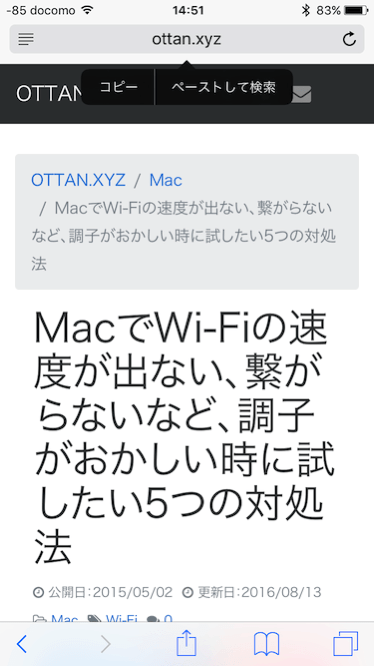 -85 docomo 14:51 83%
ottan.xyz
OTTAN
コピー ペーストして検索
OTTAN.XYZ / Mac
/ MacでWi-Fiの速度が出ない、繋がらない
など、調子がおかしい時に試したい5つの対処
法
MacでWi-Fiの速
度が出ない、繋が
らないなど、調子
がおかしい時に試
したい5つの対処
法
公開日：2015/05/02 更新日：2016/08/13
Mac Wi-Fi 0